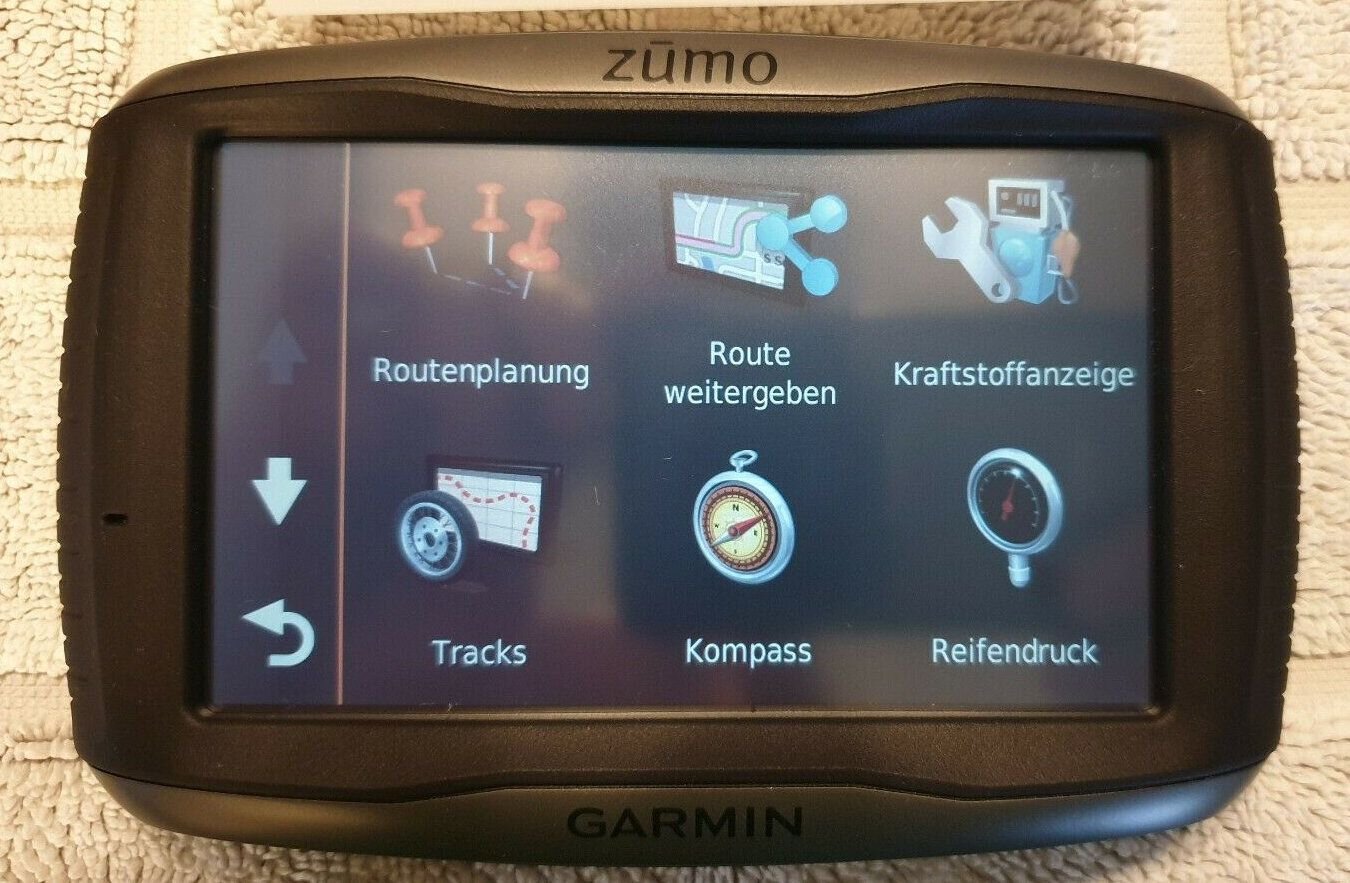 zūmo
Routenplanung
Route
weitergeben
Kraftstoffanzeige
Tracks
Kompass
Reifendruck
GARMIN